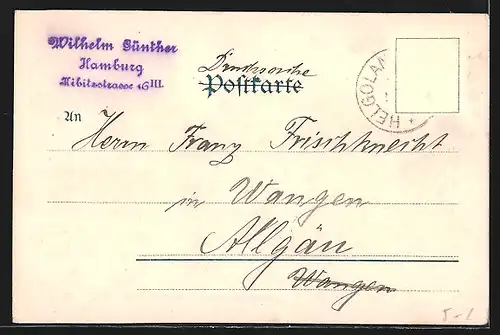 Wilhelm Günther
Hamburg
Kibitzstrasse 16 III.
Drucksache
Postkarte
HELGOLAN
An
Herrn Franz Frischknecht
in Wangen
Allgäu
Wangen